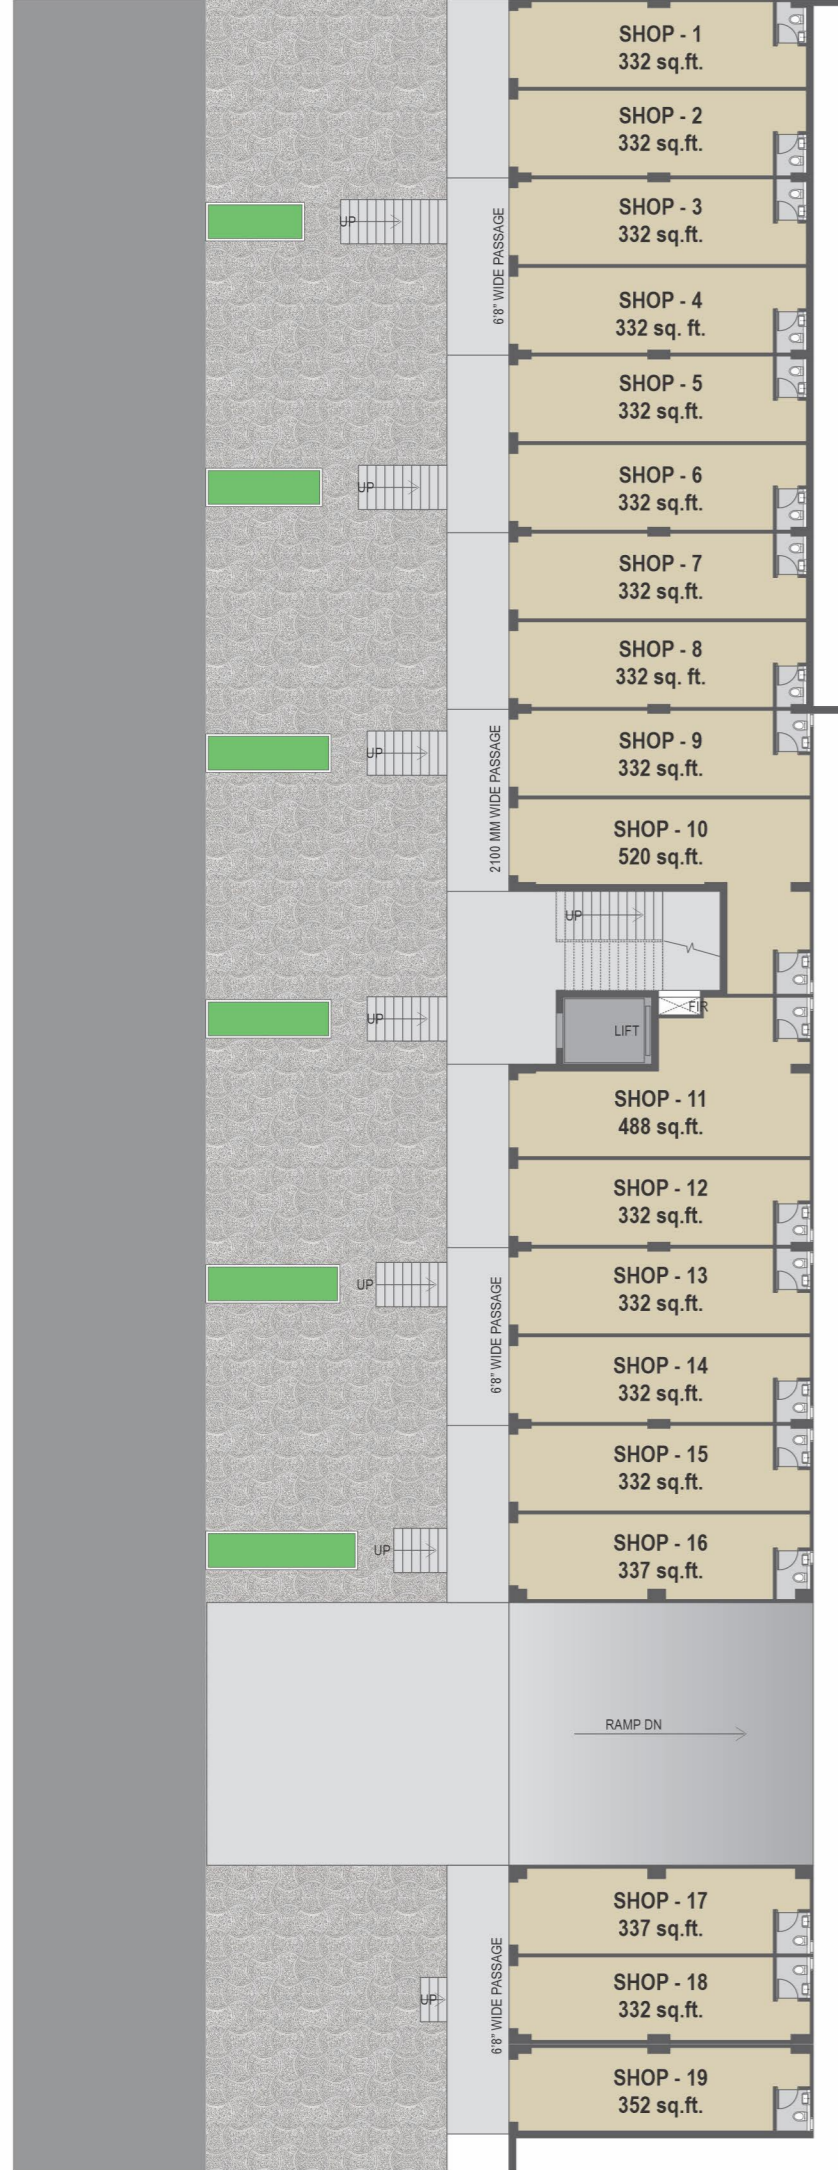 SHOP - 1
332 sq.ft.
SHOP - 2
332 sq.ft.
UP
6'8" WIDE PASSAGE
SHOP - 3
332 sq.ft.
SHOP - 4
332 sq. ft.
SHOP - 5
332 sq.ft.
UP
SHOP - 6
332 sq.ft.
SHOP - 7
332 sq.ft.
SHOP - 8
332 sq. ft.
UP
2100 MM WIDE PASSAGE
SHOP - 9
332 sq.ft.
SHOP - 10
520 sq.ft.
UP
UP
FIR
LIFT
SHOP - 11
488 sq.ft.
SHOP - 12
332 sq.ft.
UP
6'8" WIDE PASSAGE
SHOP - 13
332 sq.ft.
SHOP - 14
332 sq.ft.
SHOP - 15
332 sq.ft.
UP
SHOP - 16
337 sq.ft.
RAMP DN
SHOP - 17
337 sq.ft.
UP
6'8" WIDE PASSAGE
SHOP - 18
332 sq.ft.
SHOP - 19
352 sq.ft.